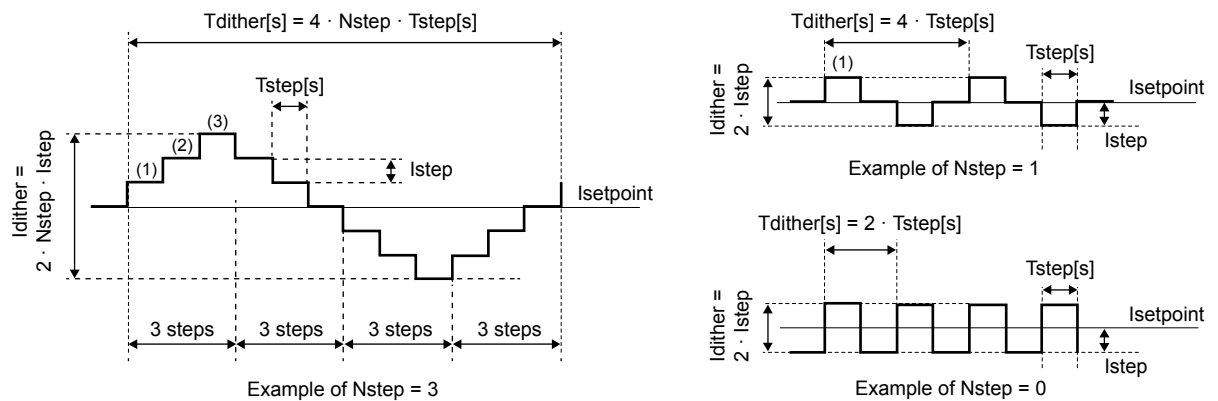 Tdither[s] = 4 · Nstep · Tstep[s]
Tstep[s]
(1)
(2)
(3)
Idither =
2 · Nstep · Istep
Istep
Isetpoint
3 steps
3 steps
3 steps
3 steps
Example of Nstep = 3
Tdither[s] = 4 · Tstep[s]
(1)
Tstep[s]
Idither =
2 · Istep
Isetpoint
Istep
Example of Nstep = 1
Tdither[s] = 2 · Tstep[s]
Tstep[s]
Idither =
2 · Istep
Isetpoint
Istep
Example of Nstep = 0